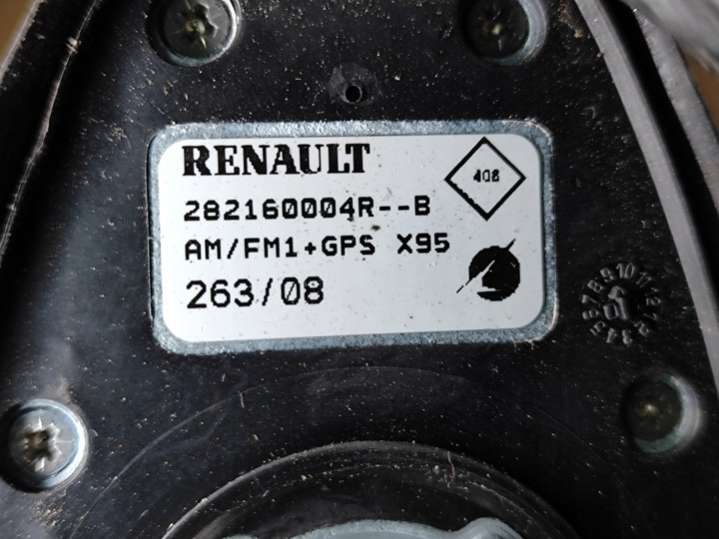 RENAULT
408
282160004R--B
AM/FM1+GPS X95
263/08